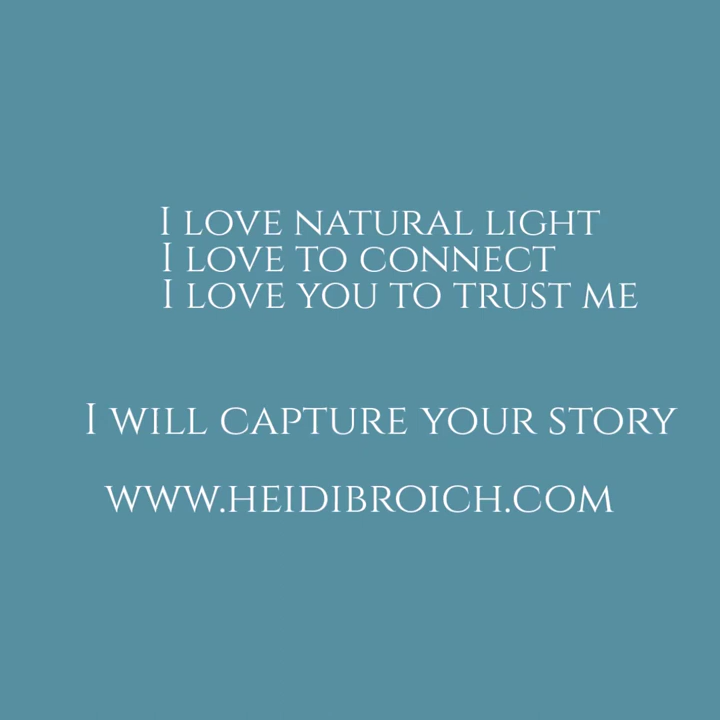 I LOVE NATURAL LIGHT
I LOVE TO CONNECT
I LOVE YOU TO TRUST ME
I WILL CAPTURE YOUR STORY
WWW.HEIDIBROICH.COM